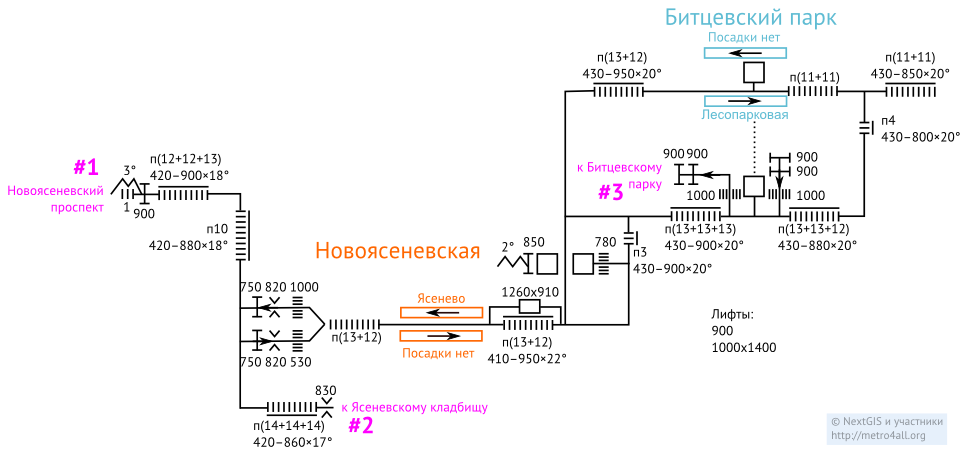 Битцевский парк
Посадки нет
п(13+12)
430–950×20°
п(11+11)
п(11+11)
430–850×20°
Лесопарковая
п4
430–800×20°
#1
Новоясеневский
проспект
3°
1
900
п(12+12+13)
420–900×18°
п10
420–880×18°
к Битцевскому
парку
#3
900 900
1000
900
900
1000
п(13+13+13)
430–900×20°
п(13+13+12)
430–880×20°
Новоясеневская
2°
850
780
п3
430–900×20°
750 820 1000
750 820 530
п(13+12)
Ясенево
Посадки нет
1260x910
п(13+12)
410–950×22°
Лифты:
900
1000x1400
830
к Ясеневскому кладбищу
#2
п(14+14+14)
420–860×17°
© NextGIS и участники
http://metro4all.org